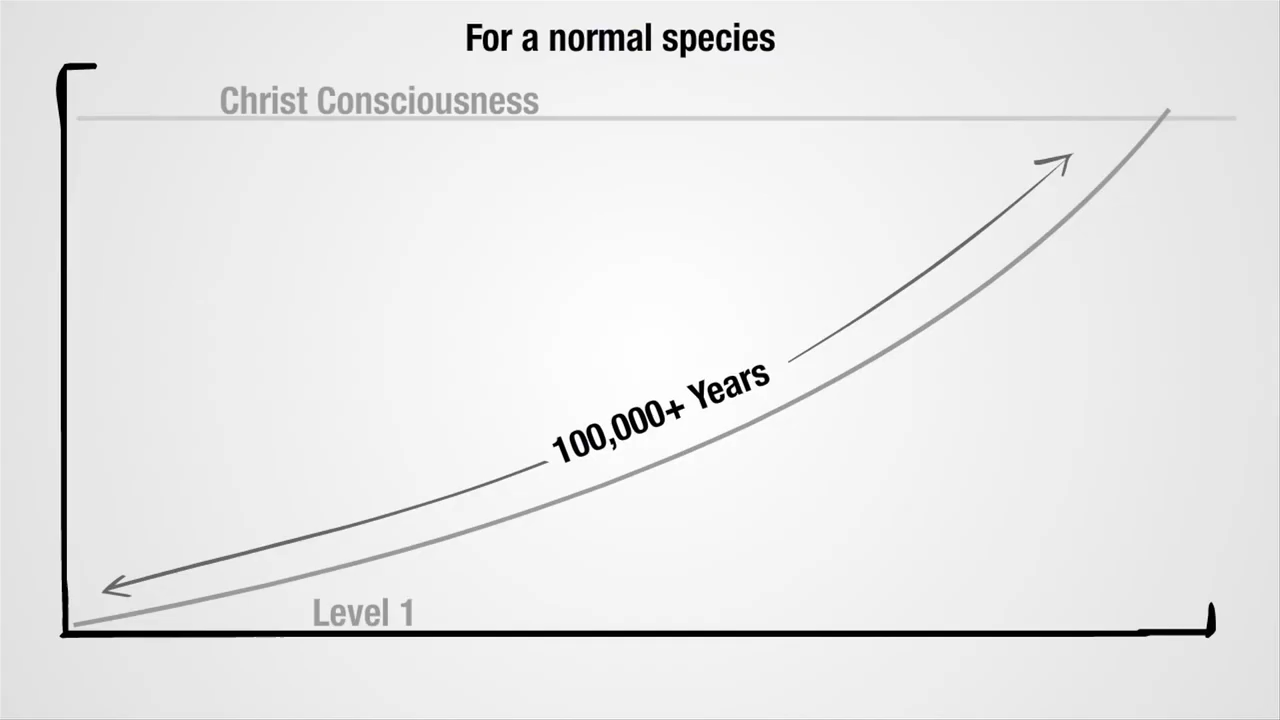 For a normal species
Christ Consciousness
100,000+ Years
Level 1